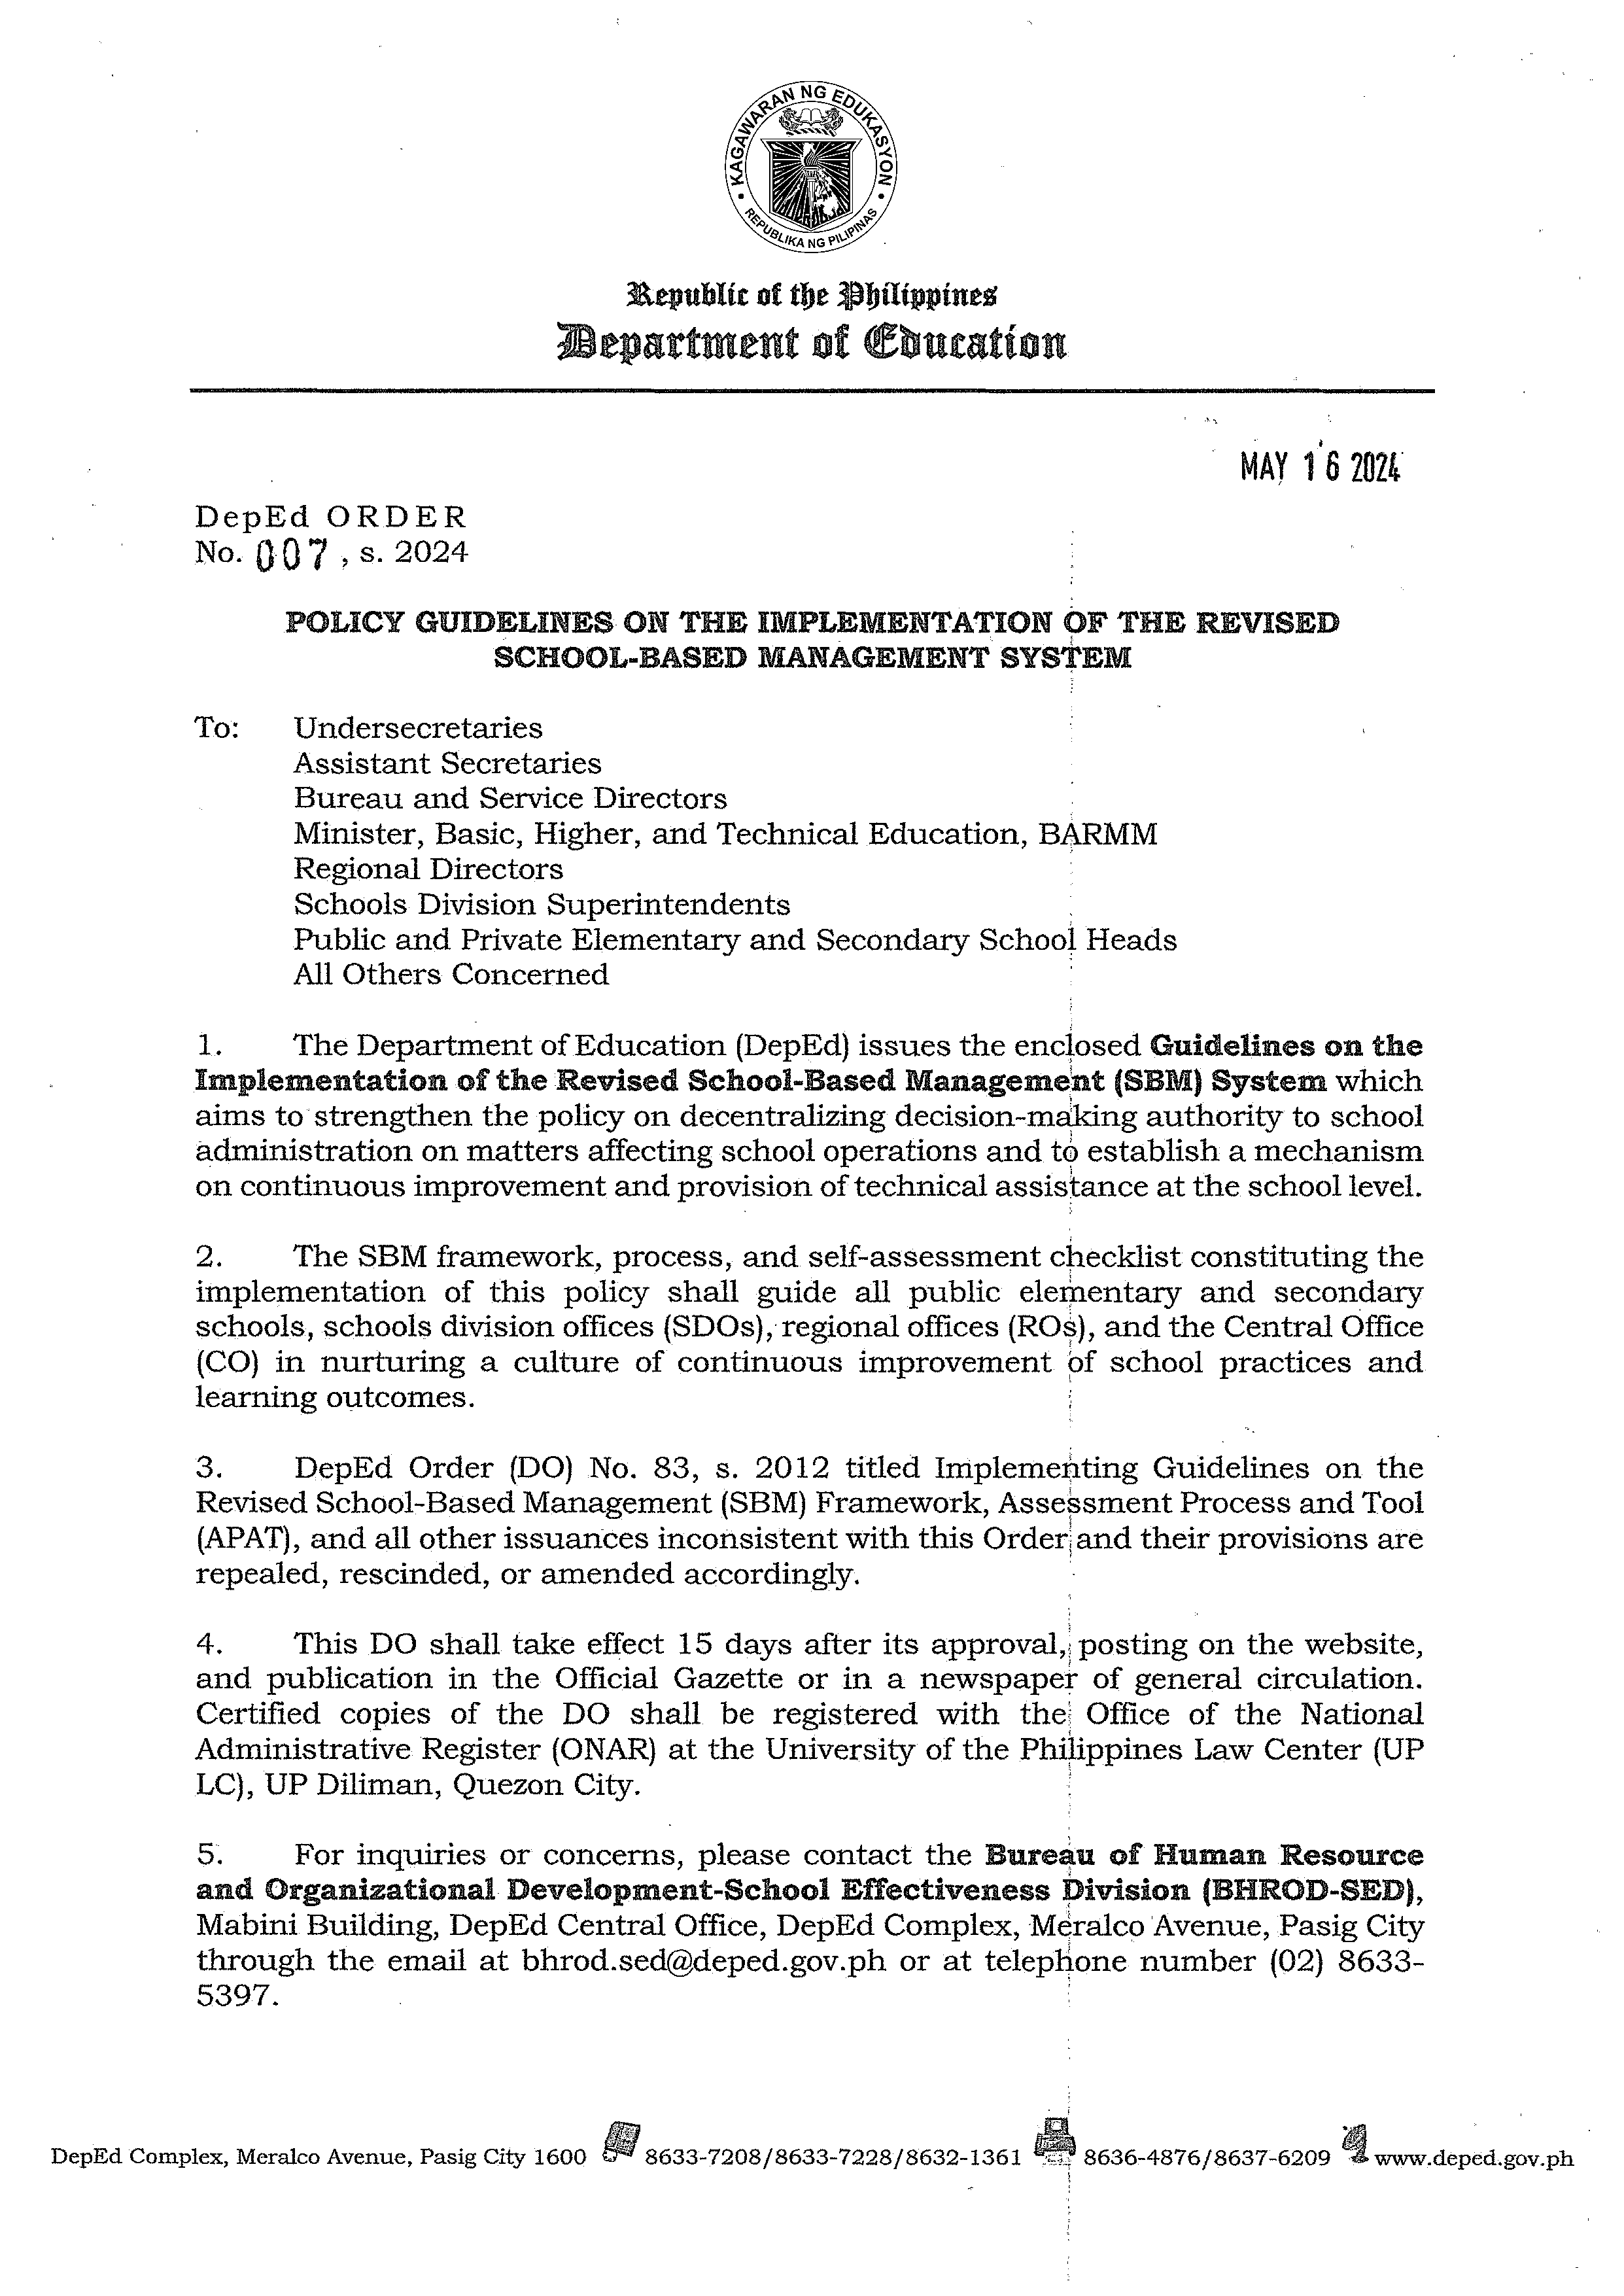 KAGAWARAN NG EDUKASYON
REPUBLIKA NG PILIPINAS
Republic of the Philippines
Department of Education
MAY 16 2024
DepEd ORDER
No. 007, s. 2024
POLICY GUIDELINES ON THE IMPLEMENTATION OF THE REVISED
SCHOOL-BASED MANAGEMENT SYSTEM
To: Undersecretaries
Assistant Secretaries
Bureau and Service Directors
Minister, Basic, Higher, and Technical Education, BARMM
Regional Directors
Schools Division Superintendents
Public and Private Elementary and Secondary School Heads
All Others Concerned
1. The Department of Education (DepEd) issues the enclosed Guidelines on the
Implementation of the Revised School-Based Management (SBM) System which
aims to strengthen the policy on decentralizing decision-making authority to school
administration on matters affecting school operations and to establish a mechanism
on continuous improvement and provision of technical assistance at the school level.
2. The SBM framework, process, and self-assessment checklist constituting the
implementation of this policy shall guide all public elementary and secondary
schools, schools division offices (SDOs), regional offices (ROs), and the Central Office
(CO) in nurturing a culture of continuous improvement of school practices and
learning outcomes.
3. DepEd Order (DO) No. 83, s. 2012 titled Implementing Guidelines on the
Revised School-Based Management (SBM) Framework, Assessment Process and Tool
(APAT), and all other issuances inconsistent with this Order and their provisions are
repealed, rescinded, or amended accordingly.
4. This DO shall take effect 15 days after its approval, posting on the website,
and publication in the Official Gazette or in a newspaper of general circulation.
Certified copies of the DO shall be registered with the Office of the National
Administrative Register (ONAR) at the University of the Philippines Law Center (UP
LC), UP Diliman, Quezon City.
5. For inquiries or concerns, please contact the Bureau of Human Resource
and Organizational Development-School Effectiveness Division (BHROD-SED),
Mabini Building, DepEd Central Office, DepEd Complex, Meralco Avenue, Pasig City
through the email at bhrod.sed@deped.gov.ph or at telephone number (02) 8633-
5397.
DepEd Complex, Meralco Avenue, Pasig City 1600 8633-7208/8633-7228/8632-1361 8636-4876/8637-6209 www.deped.gov.ph